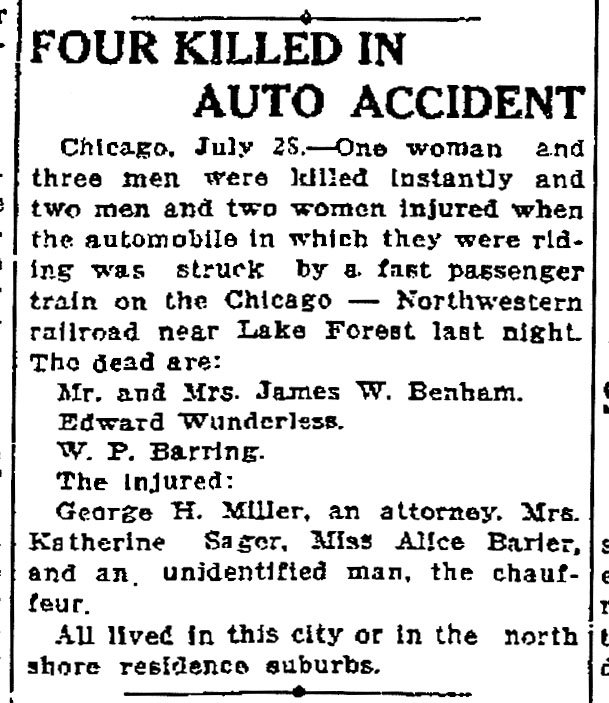 FOUR KILLED IN
AUTO ACCIDENT
Chicago, July 28.—One woman and
three men were killed instantly and
two men and two women injured when
the automobile in which they were rid-
ing was struck by a fast passenger
train on the Chicago — Northwestern
railroad near Lake Forest last night.
The dead are:
Mr. and Mrs. James W. Benham.
Edward Wunderless.
W. P. Barring.
The injured:
George H. Miller, an attorney, Mrs.
Katherine Sager, Miss Alice Barler,
and an unidentified man, the chauf-
feur.
All lived in this city or in the north
shore residence suburbs.